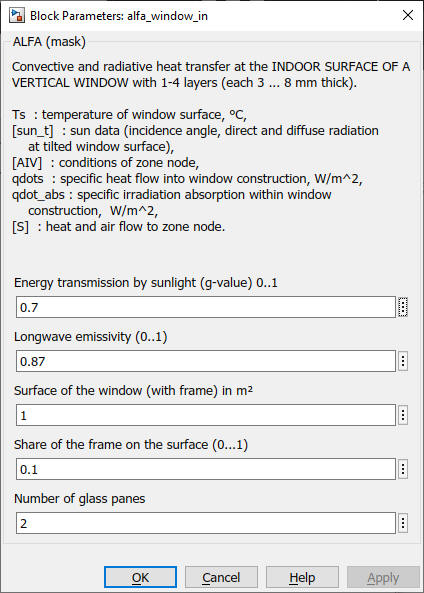 Block Parameters: alfa_window_in
ALFA (mask)
Convective and radiative heat transfer at the INDOOR SURFACE OF A
VERTICAL WINDOW with 1-4 layers (each 3 ... 8 mm thick).
Ts : temperature of window surface, ºC,
[sun_t] : sun data (incidence angle, direct and diffuse radiation
at tilted window surface),
[AIV] : conditions of zone node,
qdots : specific heat flow into window construction, W/m^2,
qdot_abs : specific irradiation absorption within window
construction, W/m^2,
[S] : heat and air flow to zone node.
Energy transmission by sunlight (g-value) 0..1
0.7
Longwave emissivity (0..1)
0.87
Surface of the window (with frame) in m²
1
Share of the frame on the surface (0...1)
0.1
Number of glass panes
2
OK Cancel Help Apply